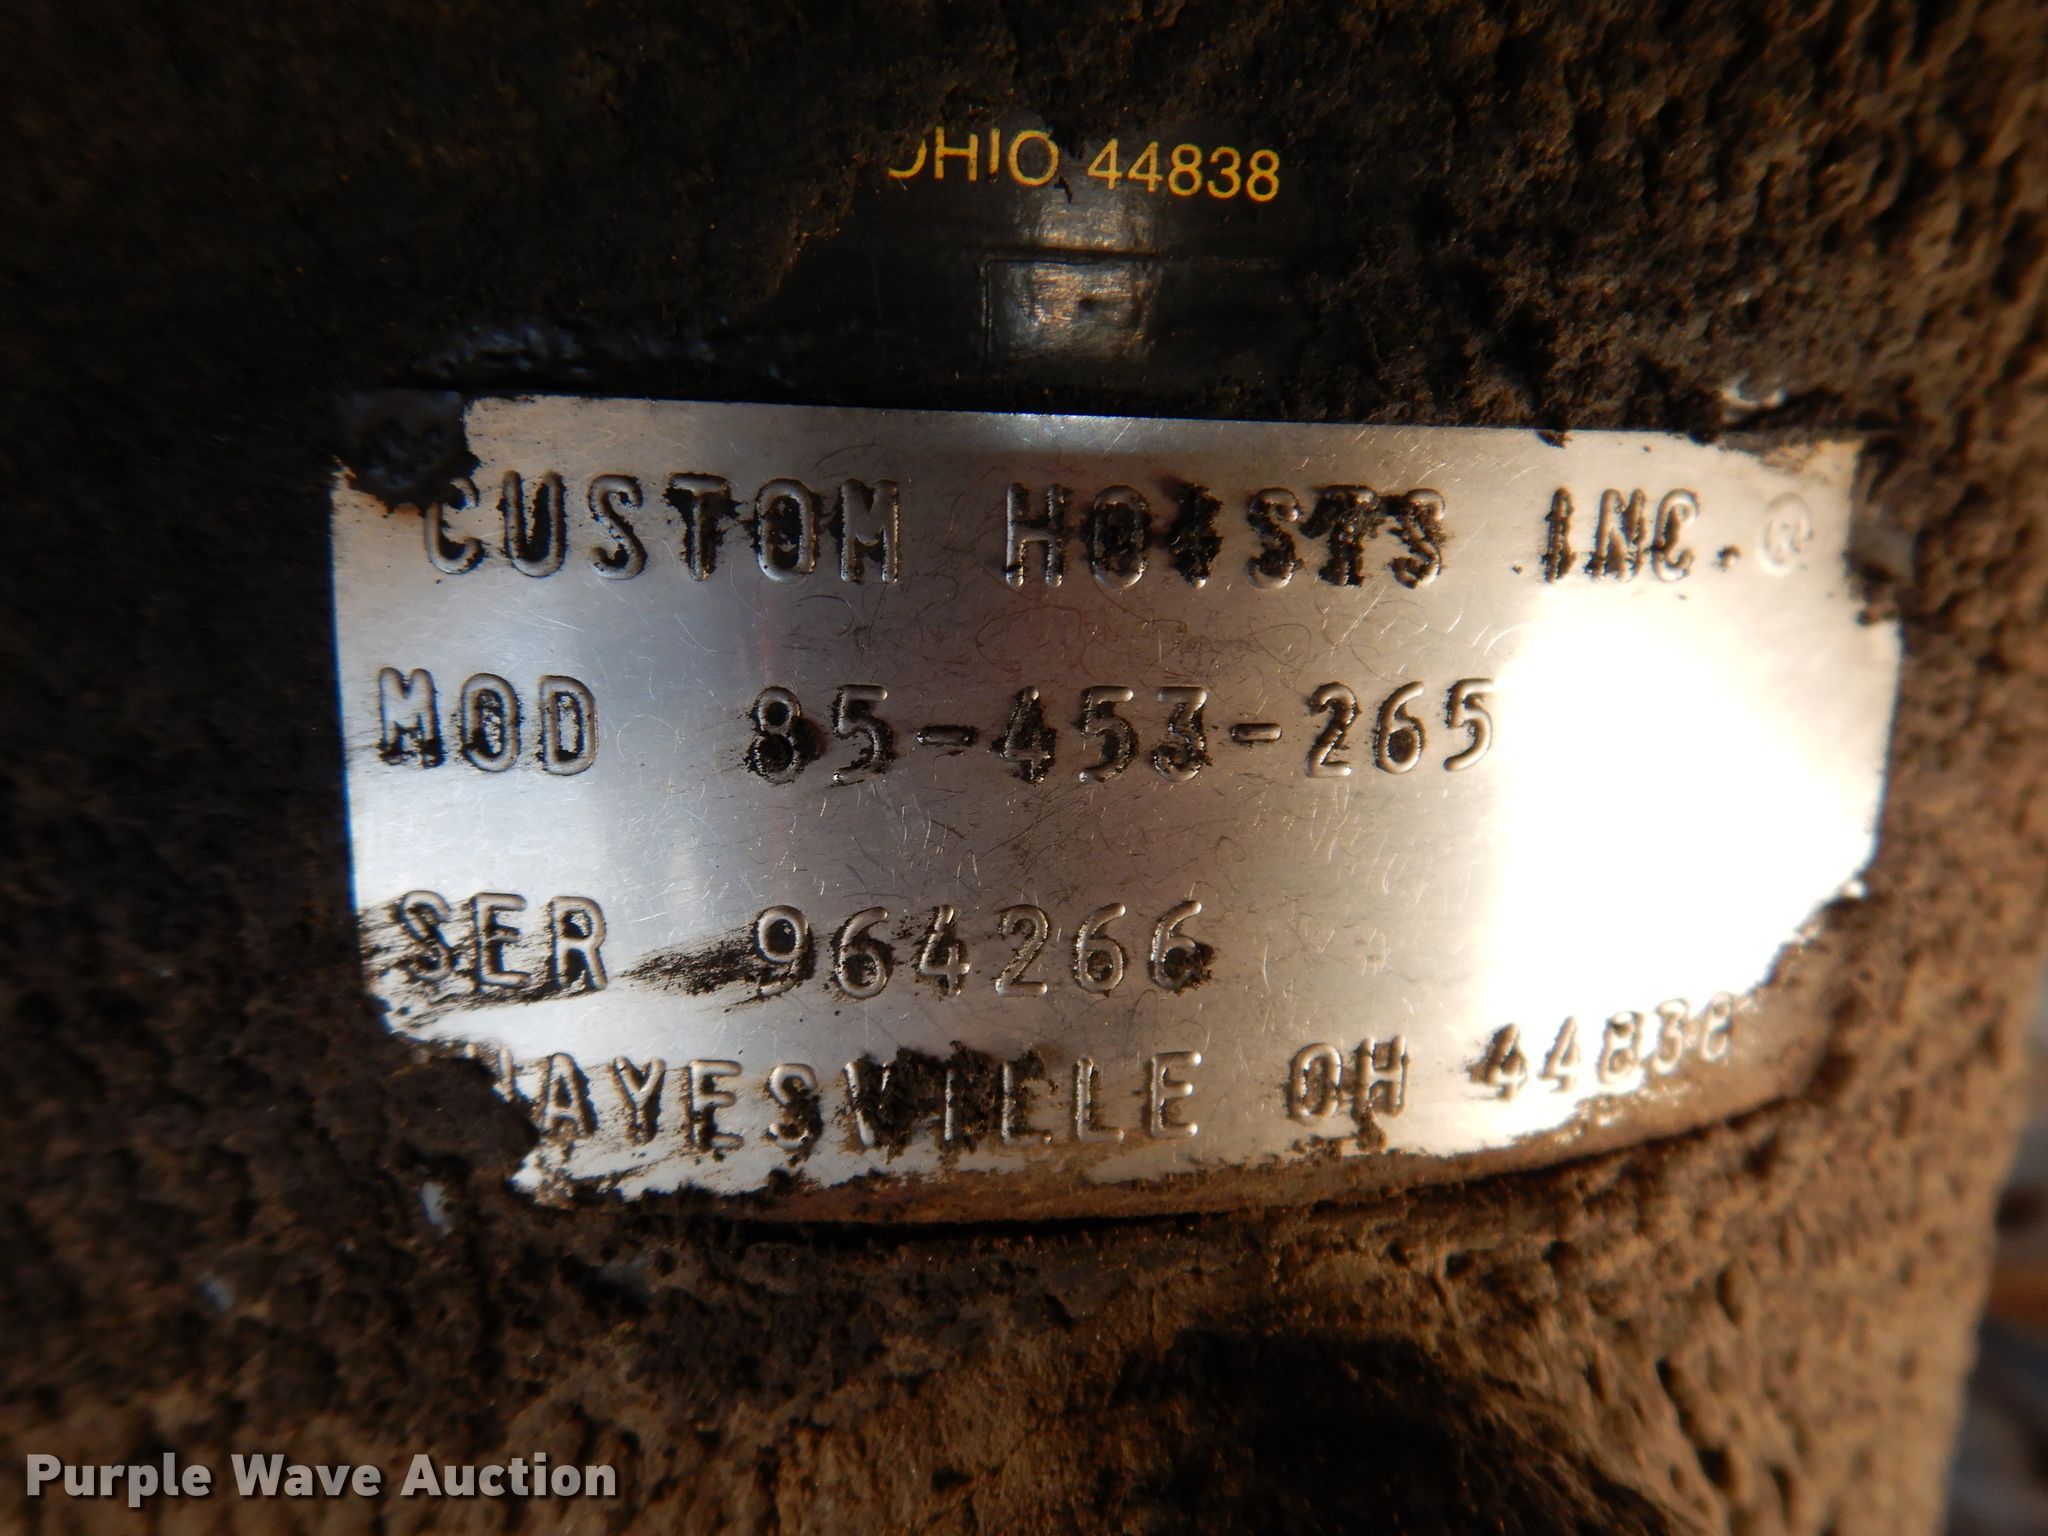 OHIO 44838
CUSTOM HOISTS INC.®
MOD 85-453-265
SER 964266
HAYESVILLE OH 44838
Purple Wave Auction